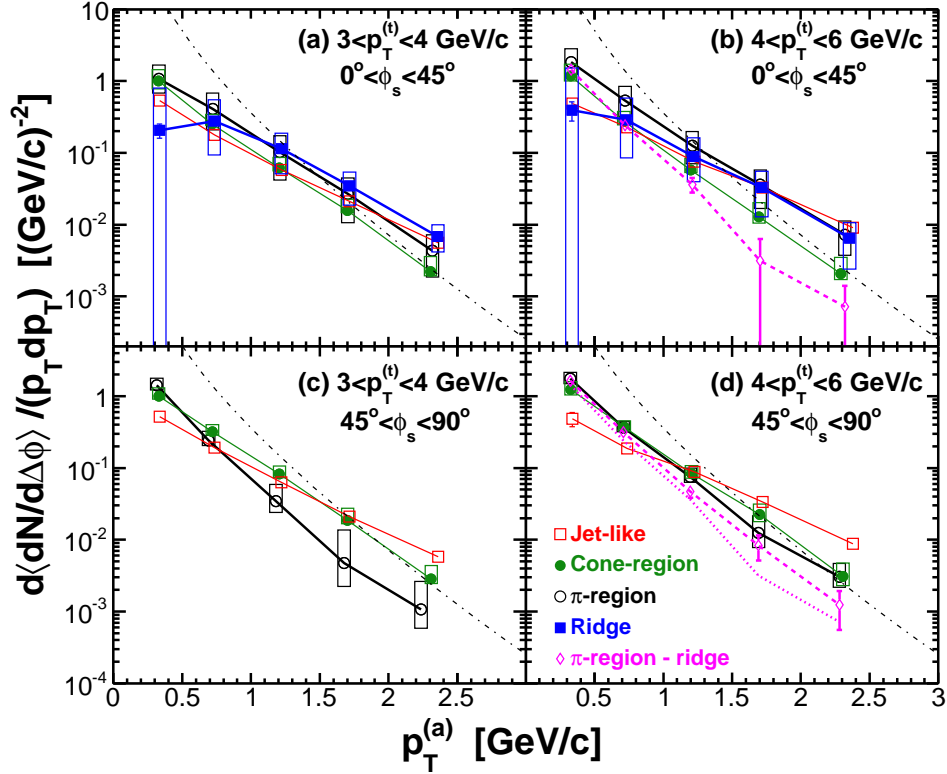 d⟨dN/dΔφ⟩ /(p_T dp_T) [(GeV/c)^-2]
10
1
10^-1
10^-2
10^-3
(a) 3<p_T^(t)<4 GeV/c
0°<φ_s<45°
(b) 4<p_T^(t)<6 GeV/c
0°<φ_s<45°
1
10^-1
10^-2
10^-3
10^-4
(c) 3<p_T^(t)<4 GeV/c
45°<φ_s<90°
(d) 4<p_T^(t)<6 GeV/c
45°<φ_s<90°
Jet-like
Cone-region
π-region
Ridge
π-region - ridge
0 0.5 1 1.5 2 2.5 0.5 1 1.5 2 2.5 3
p_T^(a) [GeV/c]